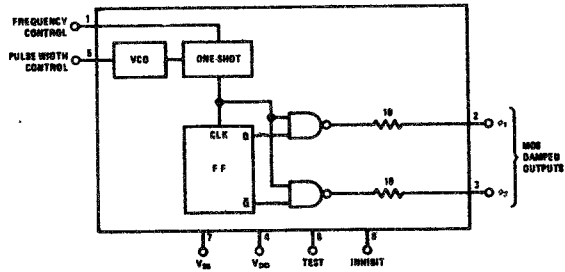 FREQUENCY
CONTROL
1
PULSE WIDTH
CONTROL
5
VCO
ONE-SHOT
CLK
Q
FF
Q̅
10
2
φ1
10
3
φ2
MOS
DAMPED
OUTPUTS
7
4
6
8
VSS
VDD
TEST
INHIBIT